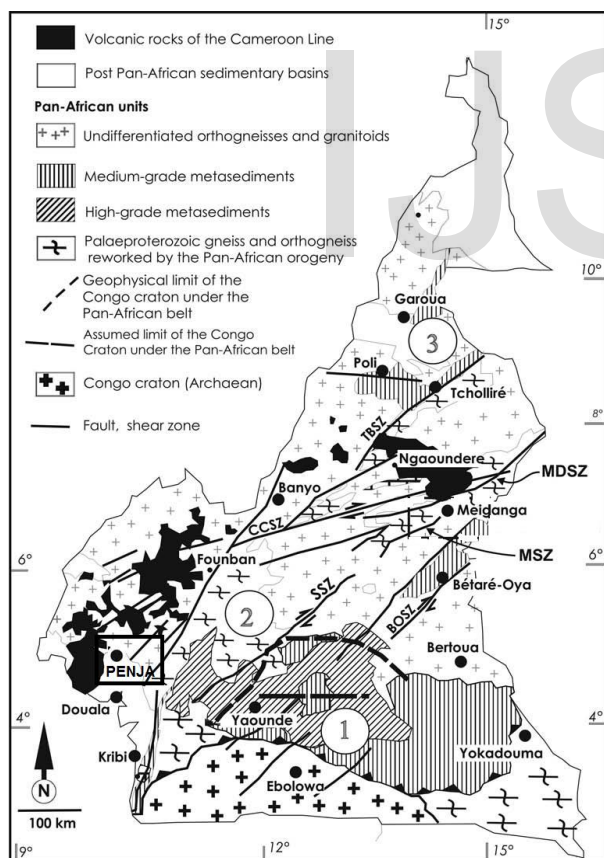 15°
IJS
Volcanic rocks of the Cameroon Line
Post Pan-African sedimentary basins
Pan-African units
Undifferentiated orthogneisses and granitoids
Medium-grade metasediments
High-grade metasediments
Palaeproterozoic gneiss and orthogneiss
reworked by the Pan-African orogeny
Geophysical limit of the
Congo craton under the
Pan-African belt
Assumed limit of the Congo
Craton under the Pan-African belt
Congo craton (Archaean)
Fault, shear zone
10°
Garoua
3
Poli
Tcholliré
8°
TBSZ
Ngaoundere
MDSZ
Banyo
Meiganga
CCSZ
MSZ
6°
Founban
Bétaré-Oya
SSZ
2
BOSZ
Bertoua
PENJA
Douala
4°
Yaounde
1
4°
Kribi
Yokadouma
Ebolowa
N
100 km
9°
12°
15°